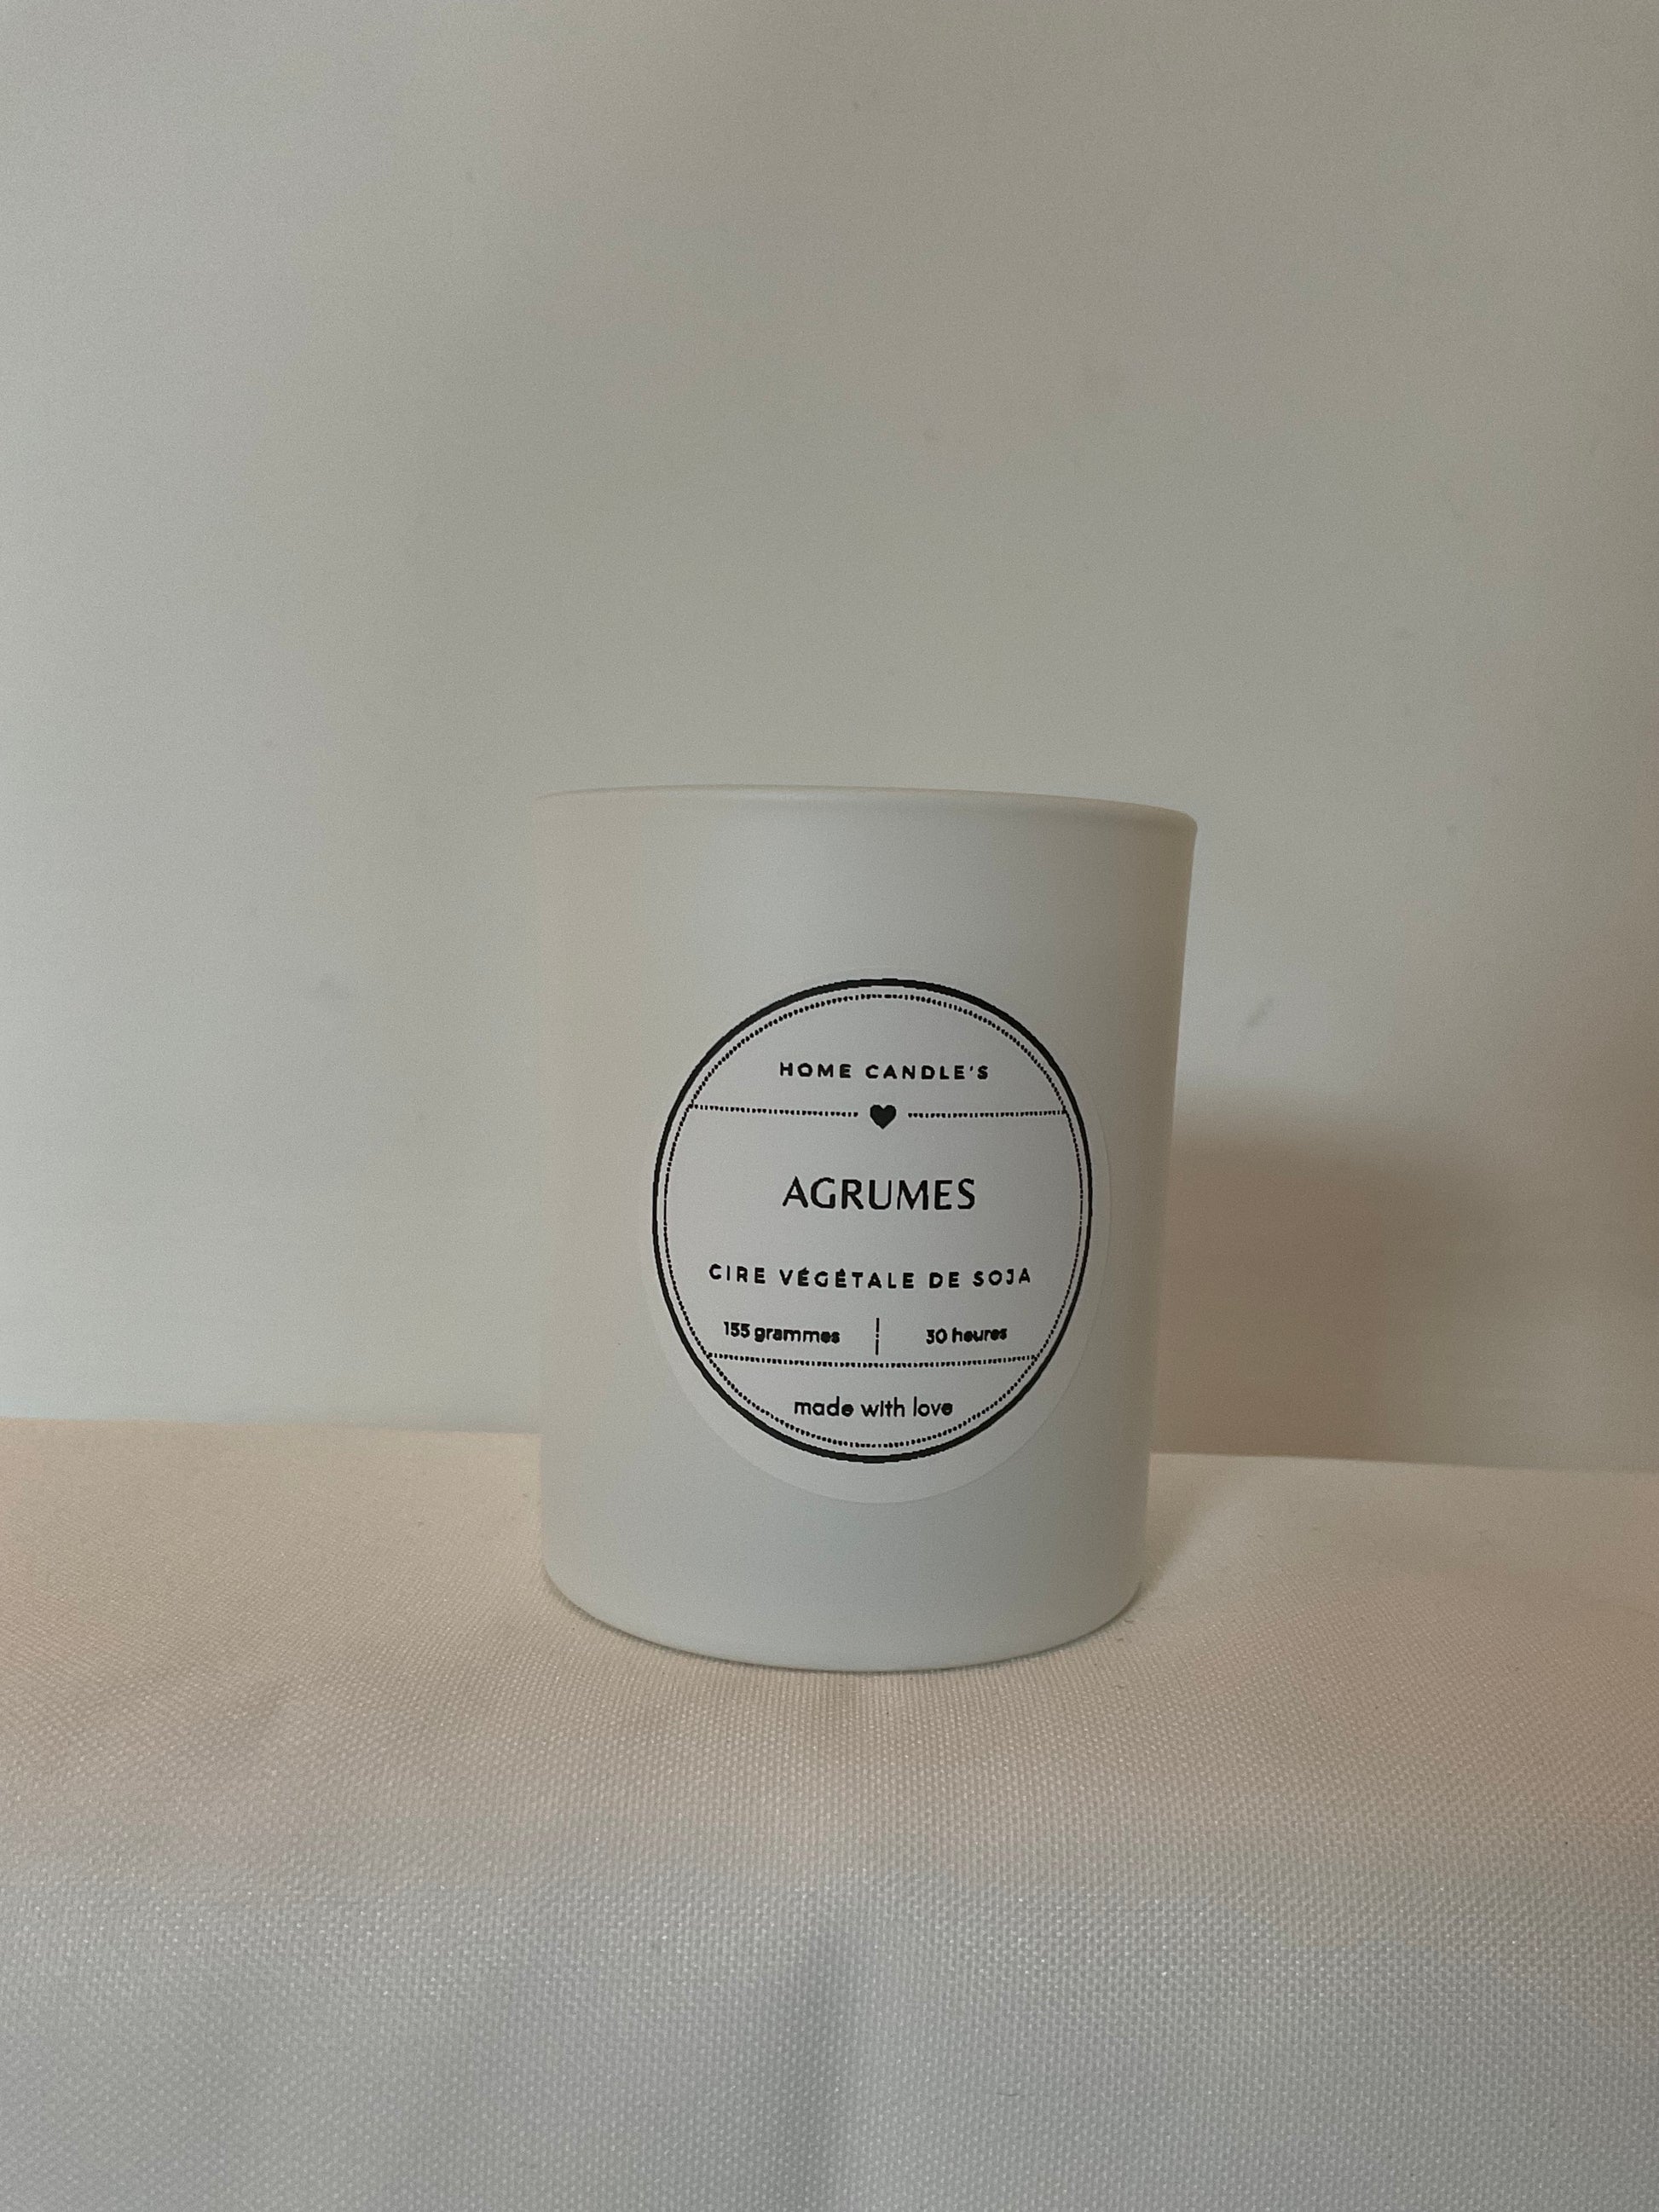 HOME CANDLE'S
AGRUMES
CIRE VÉGÉTALE DE SOJA
155 grammes | 30 heures
made with love